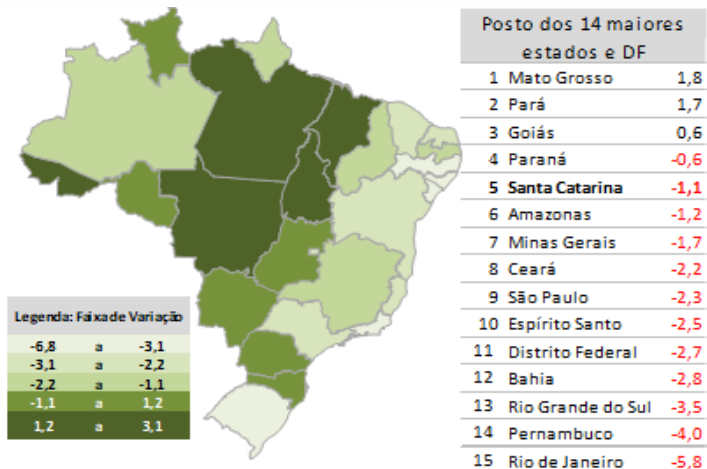 Posto dos 14 maiores
estados e DF
1 Mato Grosso 1,8
2 Pará 1,7
3 Goiás 0,6
4 Paraná -0,6
5 Santa Catarina -1,1
6 Amazonas -1,2
7 Minas Gerais -1,7
8 Ceará -2,2
9 São Paulo -2,3
10 Espírito Santo -2,5
11 Distrito Federal -2,7
12 Bahia -2,8
13 Rio Grande do Sul -3,5
14 Pernambuco -4,0
15 Rio de Janeiro -5,8
Legenda: Faixa de Variação
-6,8 a -3,1
-3,1 a -2,2
-2,2 a -1,1
-1,1 a 1,2
1,2 a 3,1